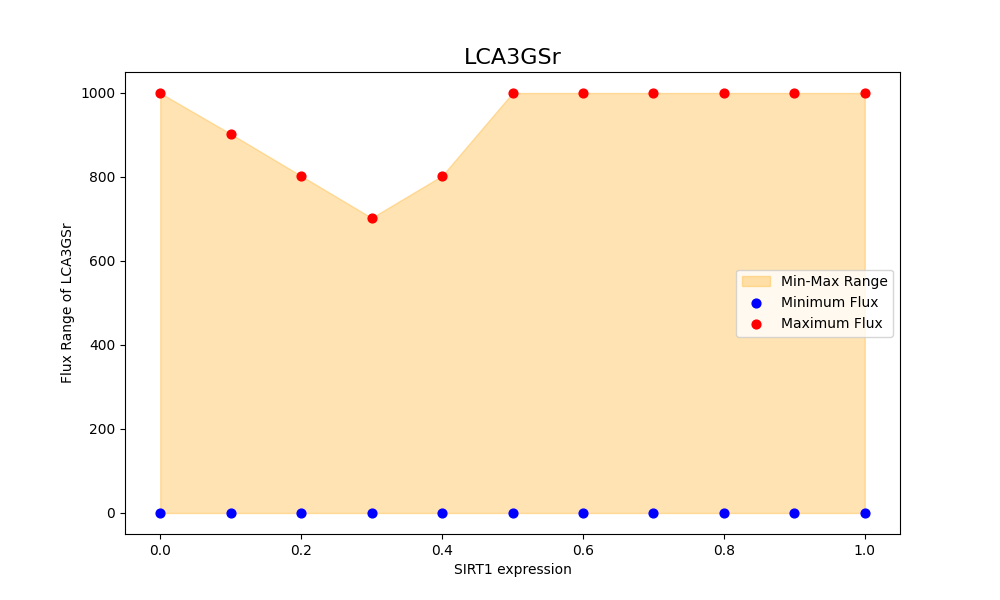 LCA3GSr
1000
800
600
400
200
0
Flux Range of LCA3GSr
Min-Max Range
Minimum Flux
Maximum Flux
0.0 0.2 0.4 0.6 0.8 1.0
SIRT1 expression